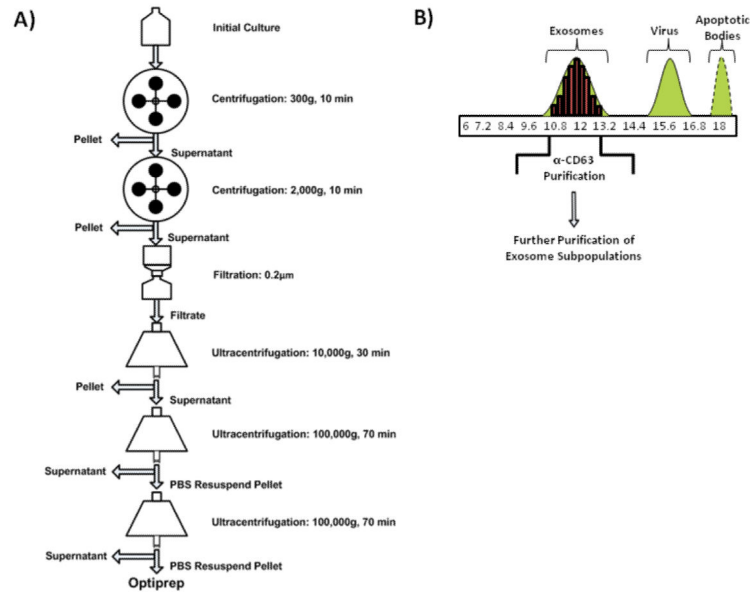 A)
Initial Culture
Centrifugation: 300g, 10 min
Pellet
Supernatant
Centrifugation: 2,000g, 10 min
Pellet
Supernatant
Filtration: 0.2μm
Filtrate
Ultracentrifugation: 10,000g, 30 min
Pellet
Supernatant
Ultracentrifugation: 100,000g, 70 min
Supernatant
PBS Resuspend Pellet
Ultracentrifugation: 100,000g, 70 min
Supernatant
PBS Resuspend Pellet
Optiprep
B)
Exosomes
Virus
Apoptotic
Bodies
6 7.2 8.4 9.6 10.8 12 13.2 14.4 15.6 16.8 18
α-CD63
Purification
Further Purification of
Exosome Subpopulations